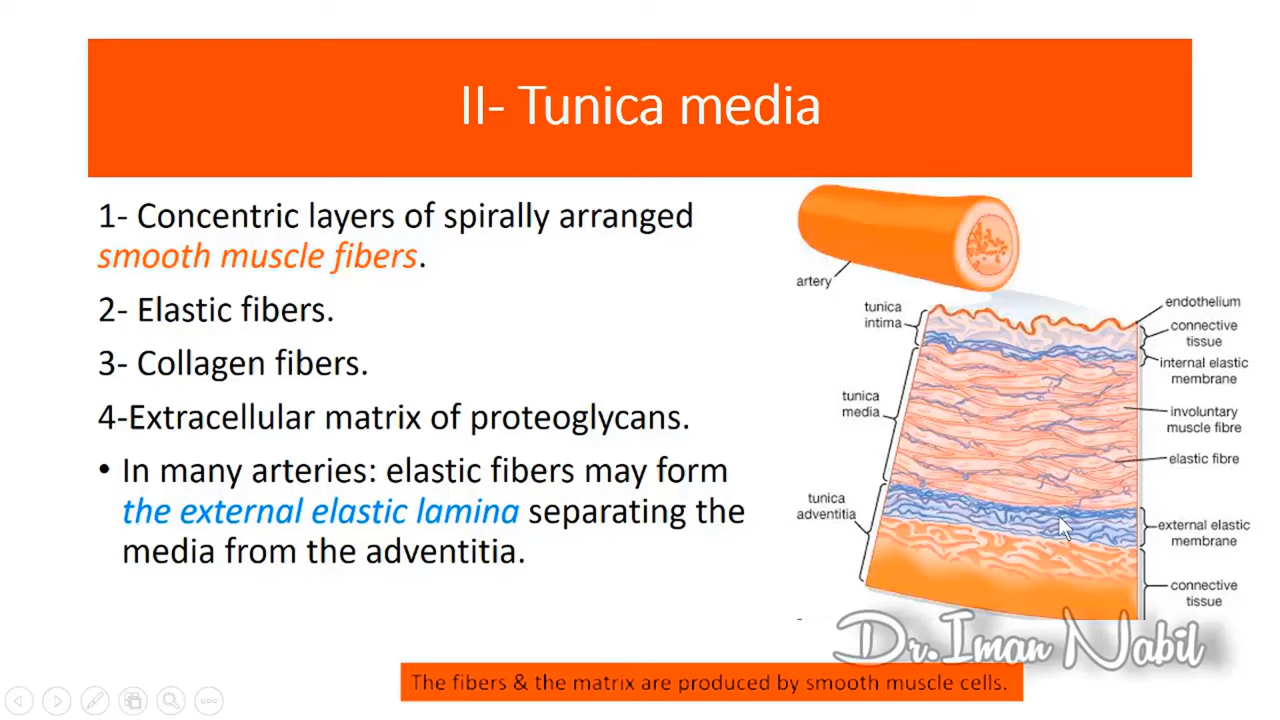 II- Tunica media
1- Concentric layers of spirally arranged
smooth muscle fibers.
2- Elastic fibers.
3- Collagen fibers.
4-Extracellular matrix of proteoglycans.
• In many arteries: elastic fibers may form
the external elastic lamina separating the
media from the adventitia.
artery
tunica
intima
tunica
media
tunica
adventitia
endothelium
connective
tissue
internal elastic
membrane
involuntary
muscle fibre
elastic fibre
external elastic
membrane
connective
tissue
Dr.Iman Nabil
The fibers & the matrix are produced by smooth muscle cells.